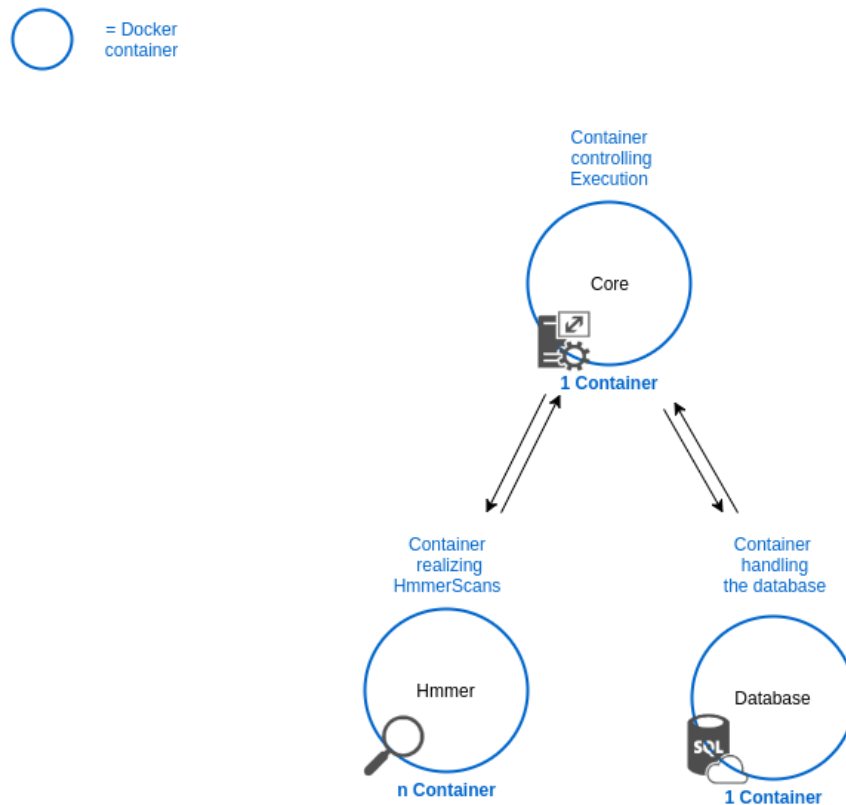 = Docker
container
Container
controlling
Execution
Core
1 Container
Container
realizing
HmmerScans
Container
handling
the database
Hmmer
Database
SQL
n Container
1 Container